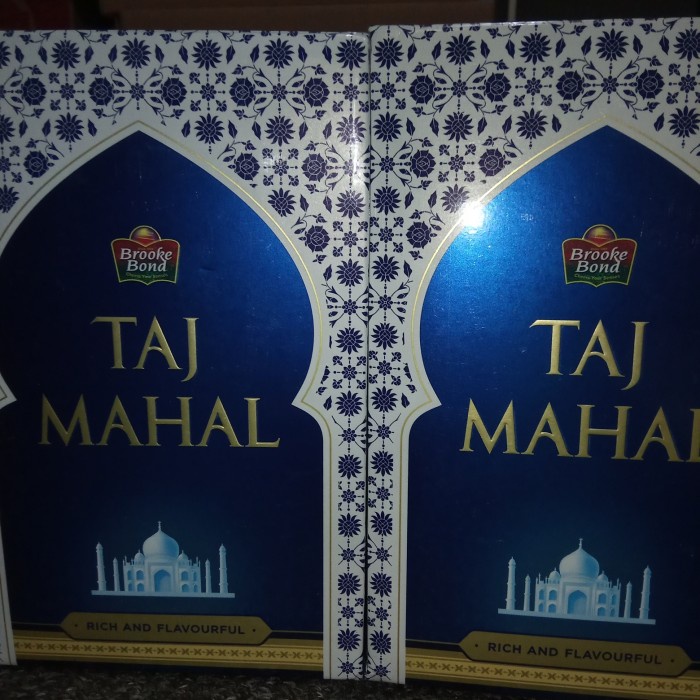 Brooke
Bond
TAJ
MAHAL
RICH AND FLAVOURFUL
Brooke
Bond
TAJ
MAHAL
RICH AND FLAVOURFUL